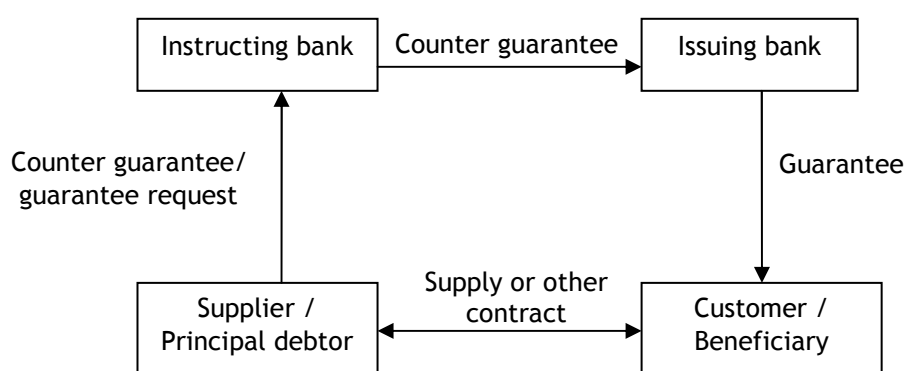 Instructing bank
Counter guarantee
Issuing bank
Counter guarantee/
guarantee request
Guarantee
Supply or other
contract
Supplier /
Principal debtor
Customer /
Beneficiary